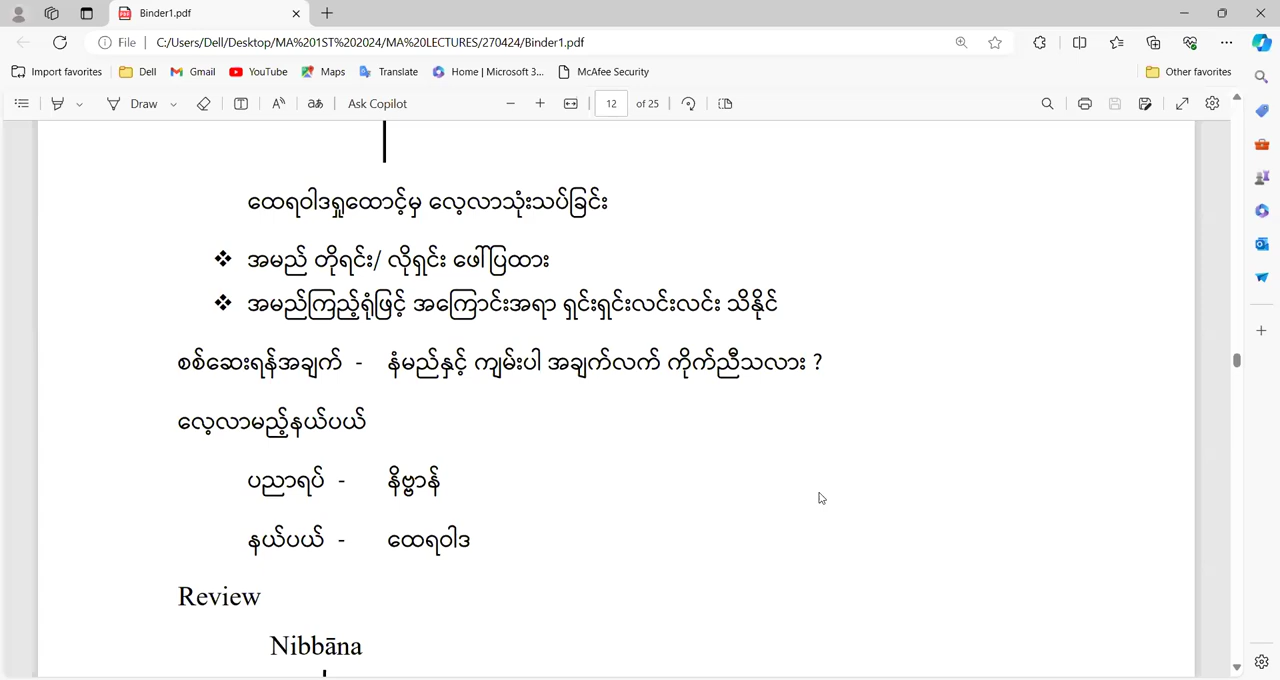 Binder1.pdf
File
C:/Users/Dell/Desktop/MA%201ST%202024/MA%20LECTURES/270424/Binder1.pdf
Import favorites Dell Gmail YouTube Maps Translate Home | Microsoft 3... McAfee Security Other favorites
Draw Ask Copilot 12 of 25
ထေရဝါဒရှုထောင့်မှ လေ့လာသုံးသပ်ခြင်း
❖ အမည် တိုရင်း/ လိုရှင်း ဖေါ်ပြထား
❖ အမည်ကြည့်ရုံဖြင့် အကြောင်းအရာ ရှင်းရှင်းလင်းလင်း သိနိုင်
စစ်ဆေးရန်အချက် - နံမည်နှင့် ကျမ်းပါ အချက်လက် ကိုက်ညီသလား ?
လေ့လာမည့်နယ်ပယ်
ပညာရပ် - နိဗ္ဗာန်
နယ်ပယ် - ထေရဝါဒ
Review
Nibbāna